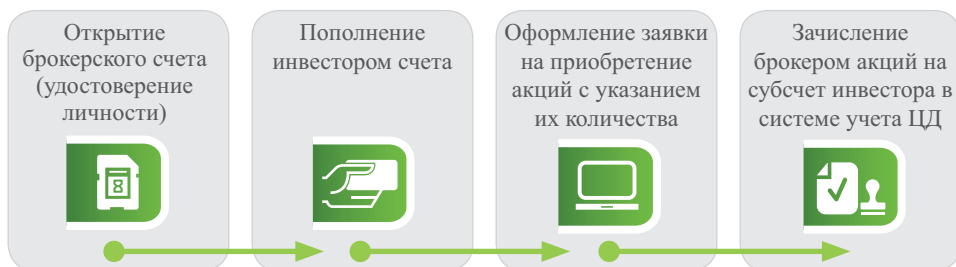 Открытие
брокерского счета
(удостоверение
личности)
Пополнение
инвестором счета
Оформление заявки
на приобретение
акций с указанием
их количества
Зачисление
брокером акций на
субсчет инвестора в
системе учета ЦД
8